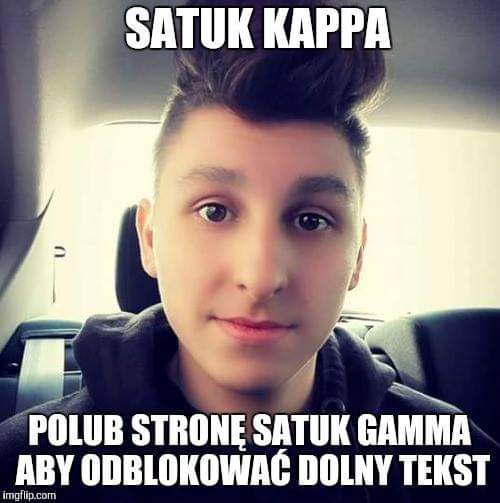 SATUK KAPPA
POLUB STRONĘ SATUK GAMMA
ABY ODBLOKOWAĆ DOLNY TEKST
imgflip.com